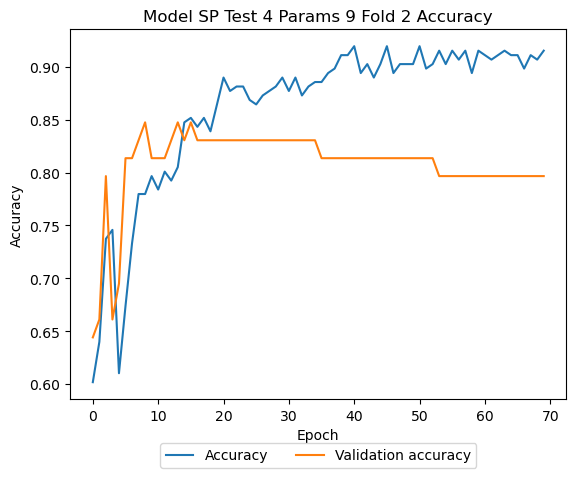 Model SP Test 4 Params 9 Fold 2 Accuracy
Accuracy
0.90
0.85
0.80
0.75
0.70
0.65
0.60
0 10 20 30 40 50 60 70
Epoch
Accuracy Validation accuracy